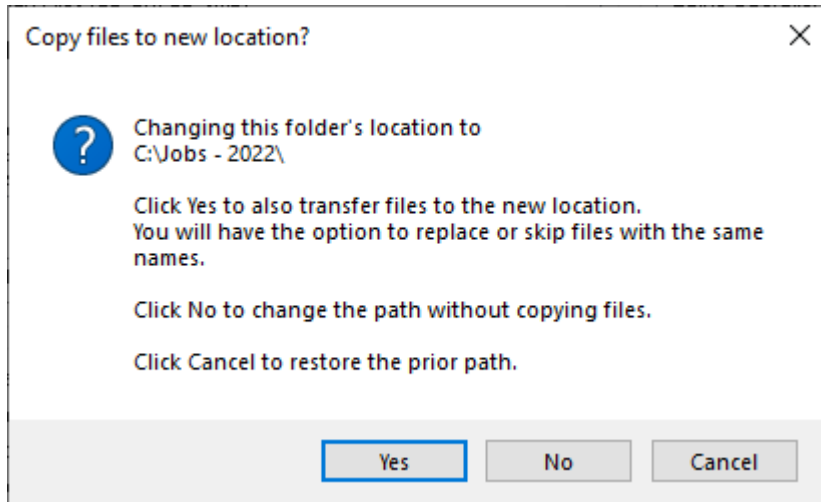 Copy files to new location?
?
Changing this folder's location to
C:\Jobs - 2022\
Click Yes to also transfer files to the new location.
You will have the option to replace or skip files with the same
names.
Click No to change the path without copying files.
Click Cancel to restore the prior path.
Yes No Cancel